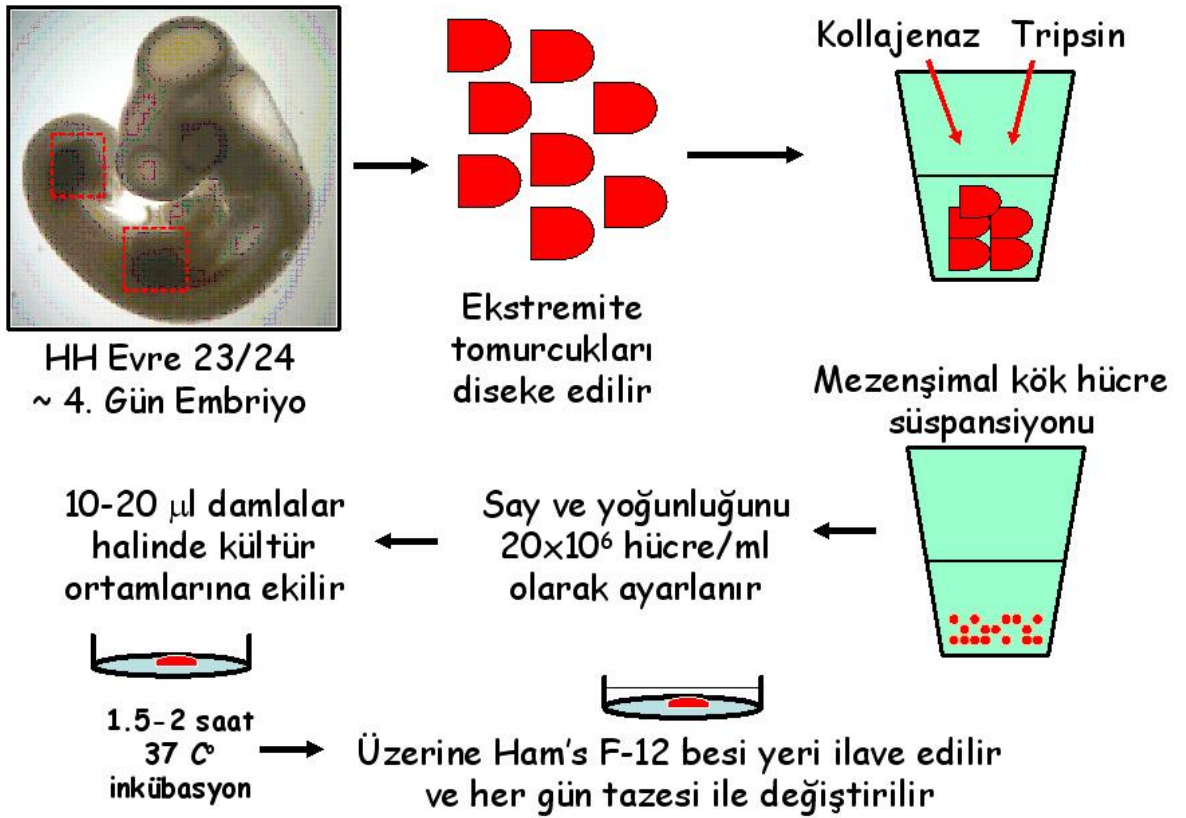 Kollajenaz Tripsin
HH Evre 23/24
~ 4. Gün Embriyo
Ekstremite
tomurcukları
diseke edilir
Mezenşimal kök hücre
süspansiyonu
Say ve yoğunluğunu
20x10⁶ hücre/ml
olarak ayarlanır
10-20 µl damlalar
halinde kültür
ortamlarına ekilir
1.5-2 saat
37 C°
inkübasyon
Üzerine Ham's F-12 besi yeri ilave edilir
ve her gün tazesi ile değiştirilir